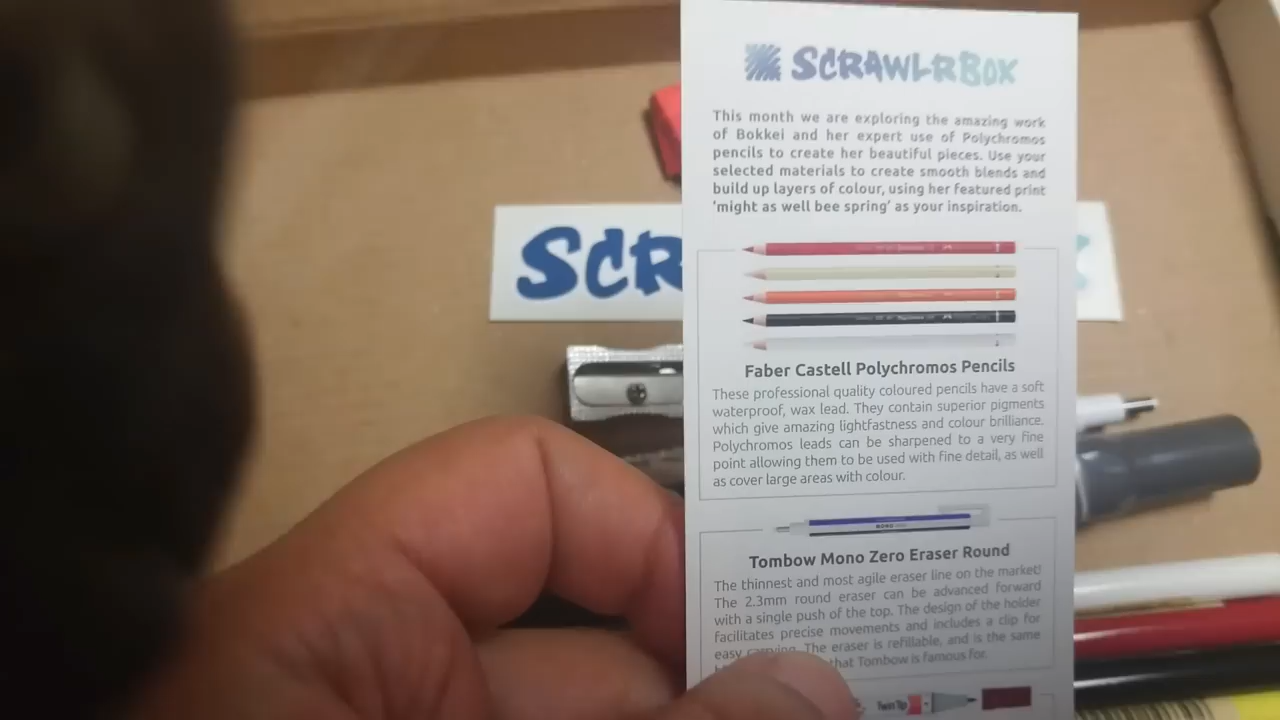 SCRAWLRBOX
This month we are exploring the amazing work
of Bokkei and her expert use of Polychromos
pencils to create her beautiful pieces. Use your
selected materials to create smooth blends and
build up layers of colour, using her featured print
'might as well bee spring' as your inspiration.
SCR
Faber Castell Polychromos Pencils
These professional quality coloured pencils have a soft
waterproof, wax lead. They contain superior pigments
which give amazing lightfastness and colour brilliance.
Polychromos leads can be sharpened to a very fine
point allowing them to be used with fine detail, as well
as cover large areas with colour.
Tombow Mono Zero Eraser Round
The thinnest and most agile eraser line on the market!
The 2.3mm round eraser can be advanced forward
with a single push of the top. The design of the holder
facilitates precise movements and includes a clip for
easy carrying. The eraser is refillable, and is the same
that Tombow is famous for.
Twin Tip